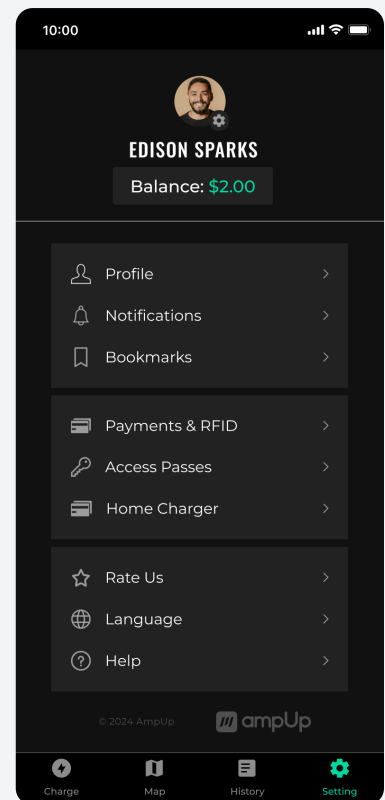 10:00
EDISON SPARKS
Balance: $2.00
Profile
Notifications
Bookmarks
Payments & RFID
Access Passes
Home Charger
Rate Us
Language
Help
© 2024 AmpUp
ampUp
Charge
Map
History
Setting